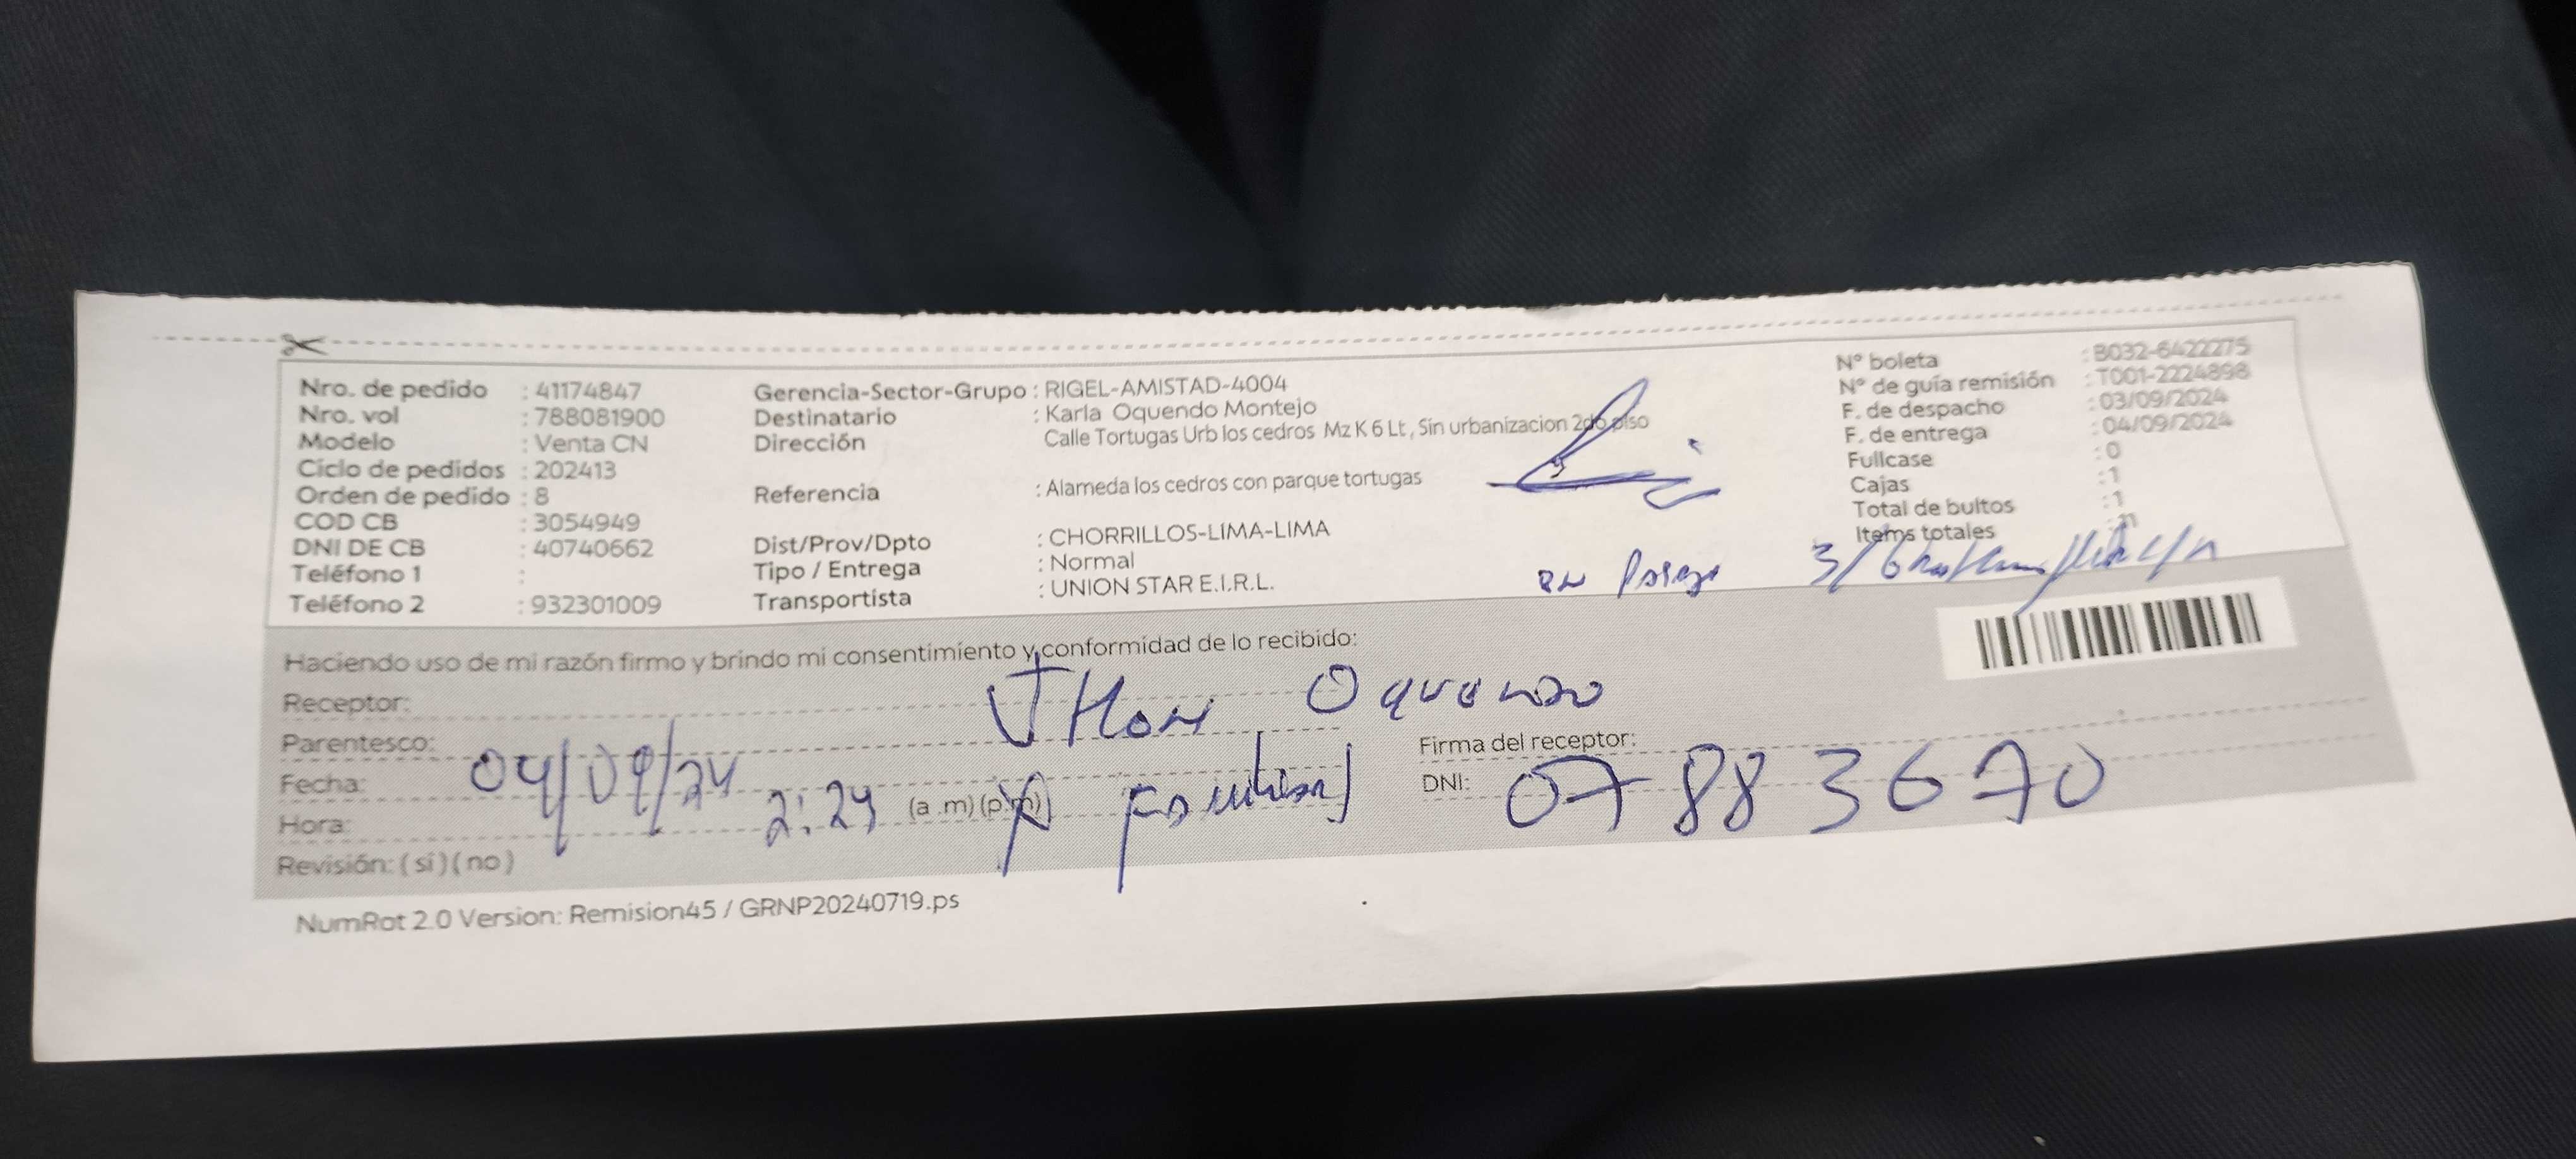 Nro. de pedido : 41174847
Nro. vol : 788081900
Modelo : Venta CN
Ciclo de pedidos : 202413
Orden de pedido : 8
COD CB : 3054949
DNI DE CB : 40740662
Teléfono 1 :
Teléfono 2 : 932301009
Gerencia-Sector-Grupo : RIGEL-AMISTAD-4004
Destinatario : Karla Oquendo Montejo
Dirección Calle Tortugas Urb los cedros Mz K 6 Lt , Sin urbanizacion 2do piso
Referencia : Alameda los cedros con parque tortugas
Dist/Prov/Dpto : CHORRILLOS-LIMA-LIMA
Tipo / Entrega : Normal
Transportista : UNION STAR E.I.R.L.
N° boleta : B032-6422275
N° de guía remisión : T001-2224898
F. de despacho : 03/09/2024
F. de entrega : 04/09/2024
Fullcase : 0
Cajas : 1
Total de bultos : 1
Items totales : 11
Haciendo uso de mi razón firmo y brindo mi consentimiento y conformidad de lo recibido:
Receptor: JHon Oquendo
Parentesco:
Fecha: 04/09/24
Hora: 2:24 (a .m) (p.m)
Revisión: ( si ) ( no )
Firma del receptor:
DNI: 07883670
NumRot 2.0 Version: Remision45 / GRNP20240719.ps